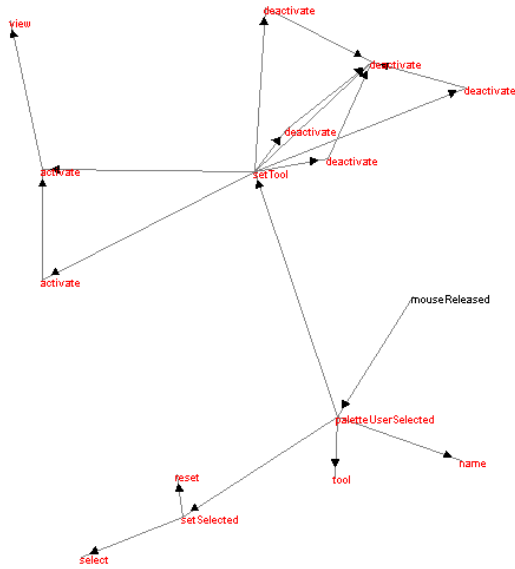 deactivate
view
deactivate
deactivate
deactivate
deactivate
activate
setTool
activate
mouseReleased
paletteUserSelected
name
reset
tool
setSelected
select